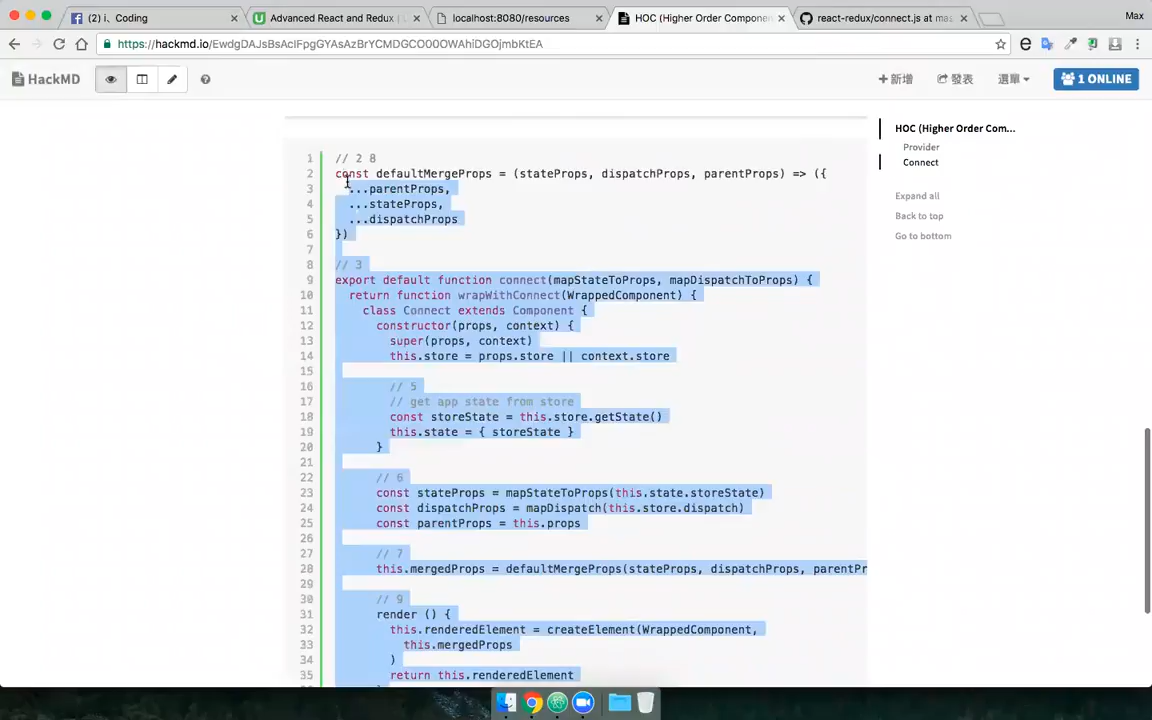 (2) i、Coding
Advanced React and Redux | U
localhost:8080/resources
HOC (Higher Order Componen
react-redux/connect.js at mas
Max
https://hackmd.io/EwdgDAJsBsAcIFpgGYAsAzBrYCMDGCO0OOWAhiDGOjmbKtEA
HackMD
新增
發表
選單
1 ONLINE
1 // 2 8
2 const defaultMergeProps = (stateProps, dispatchProps, parentProps) => ({
3 ...parentProps,
4 ...stateProps,
5 ...dispatchProps
6 })
7
8 // 3
9 export default function connect(mapStateToProps, mapDispatchToProps) {
10 return function wrapWithConnect(WrappedComponent) {
11 class Connect extends Component {
12 constructor(props, context) {
13 super(props, context)
14 this.store = props.store || context.store
15
16 // 5
17 // get app state from store
18 const storeState = this.store.getState()
19 this.state = { storeState }
20 }
21
22 // 6
23 const stateProps = mapStateToProps(this.state.storeState)
24 const dispatchProps = mapDispatch(this.store.dispatch)
25 const parentProps = this.props
26
27 // 7
28 this.mergedProps = defaultMergeProps(stateProps, dispatchProps, parentPr
29
30 // 9
31 render () {
32 this.renderedElement = createElement(WrappedComponent,
33 this.mergedProps
34 )
35 return this.renderedElement
HOC (Higher Order Com...
Provider
Connect
Expand all
Back to top
Go to bottom